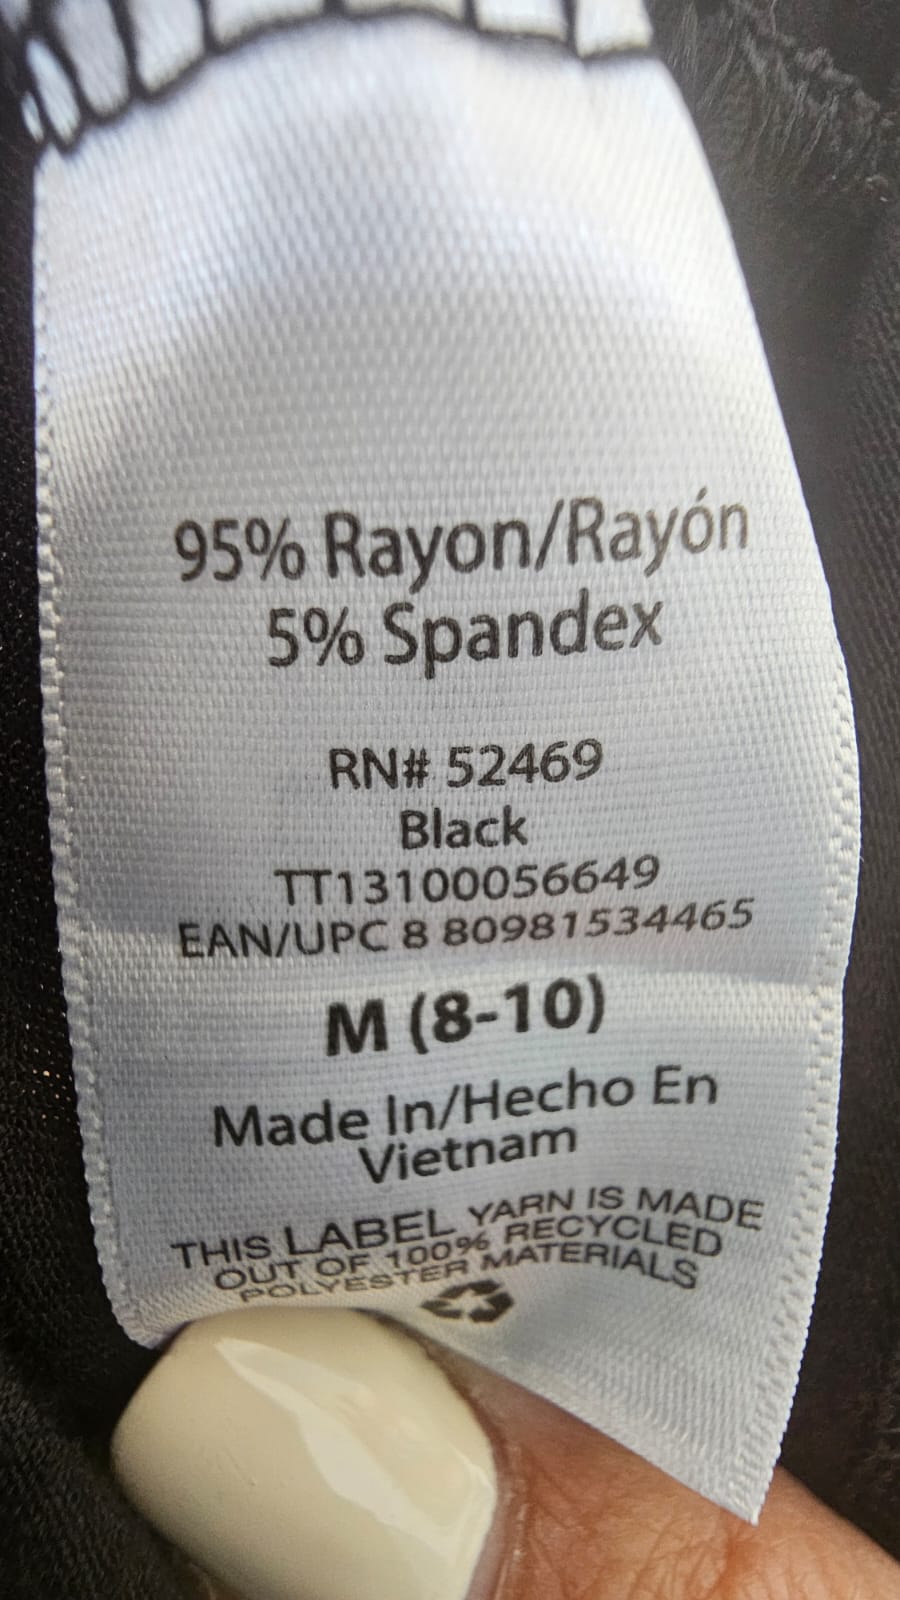 95% Rayon/Rayón
5% Spandex
RN# 52469
Black
TT13100056649
EAN/UPC 8 80981534465
M (8-10)
Made In/Hecho En
Vietnam
THIS LABEL YARN IS MADE
OUT OF 100% RECYCLED
POLYESTER MATERIALS